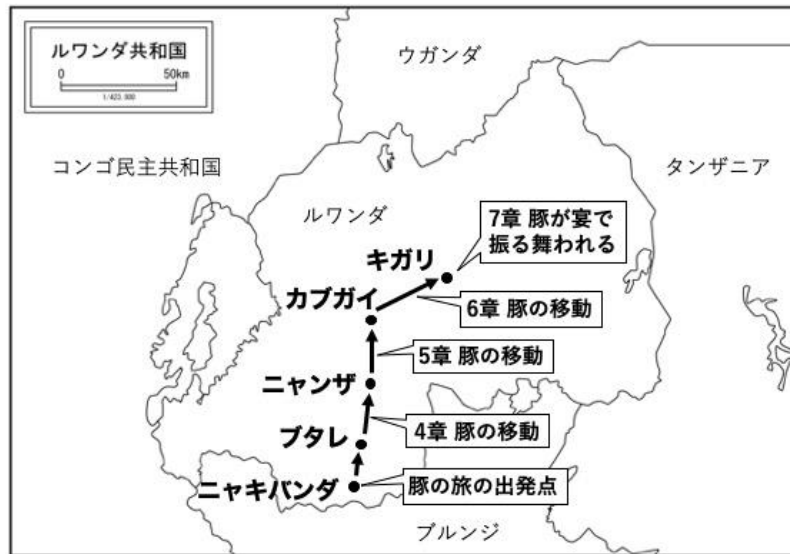 ルワンダ共和国
0 50km
1/423,000
ウガンダ
コンゴ民主共和国
タンザニア
ルワンダ
7章 豚が宴で
振る舞われる
キガリ
カブガイ
6章 豚の移動
5章 豚の移動
ニャンザ
4章 豚の移動
ブタレ
ニャキバンダ
豚の旅の出発点
ブルンジ